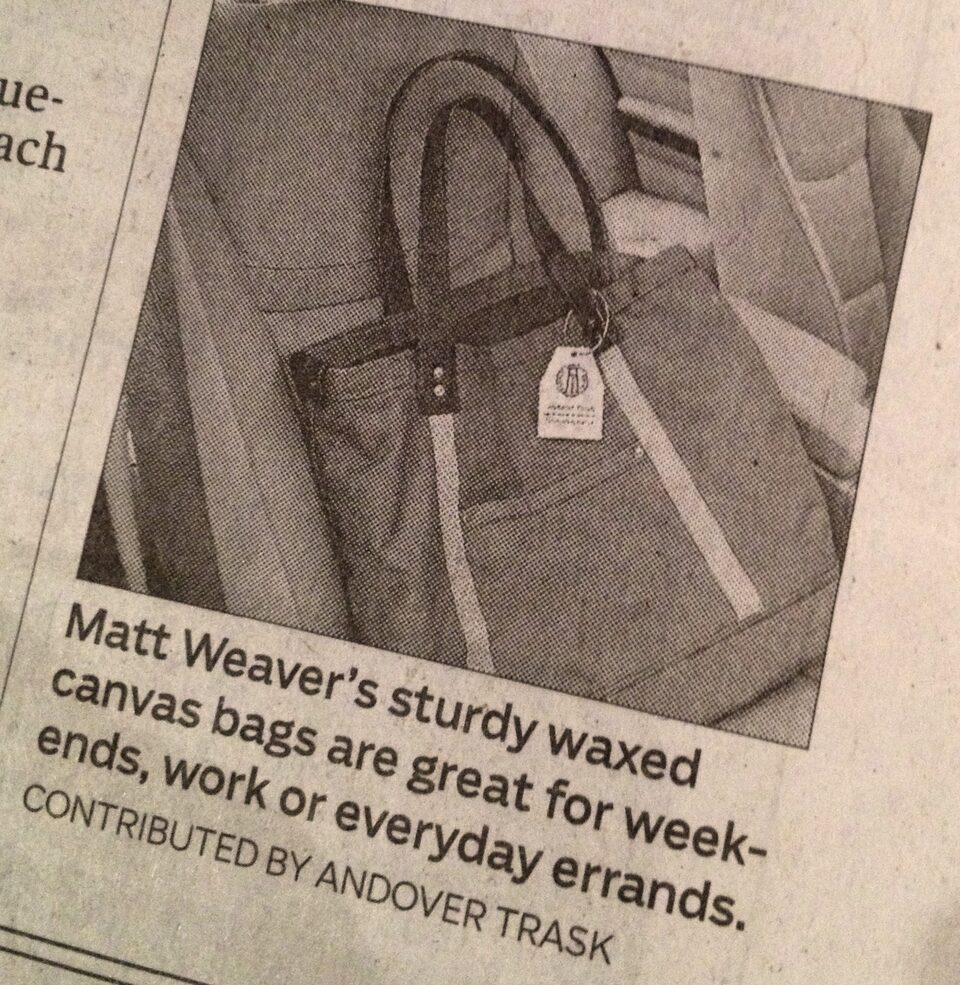 ue-
ach
Matt Weaver's sturdy waxed
canvas bags are great for week-
ends, work or everyday errands.
CONTRIBUTED BY ANDOVER TRASK